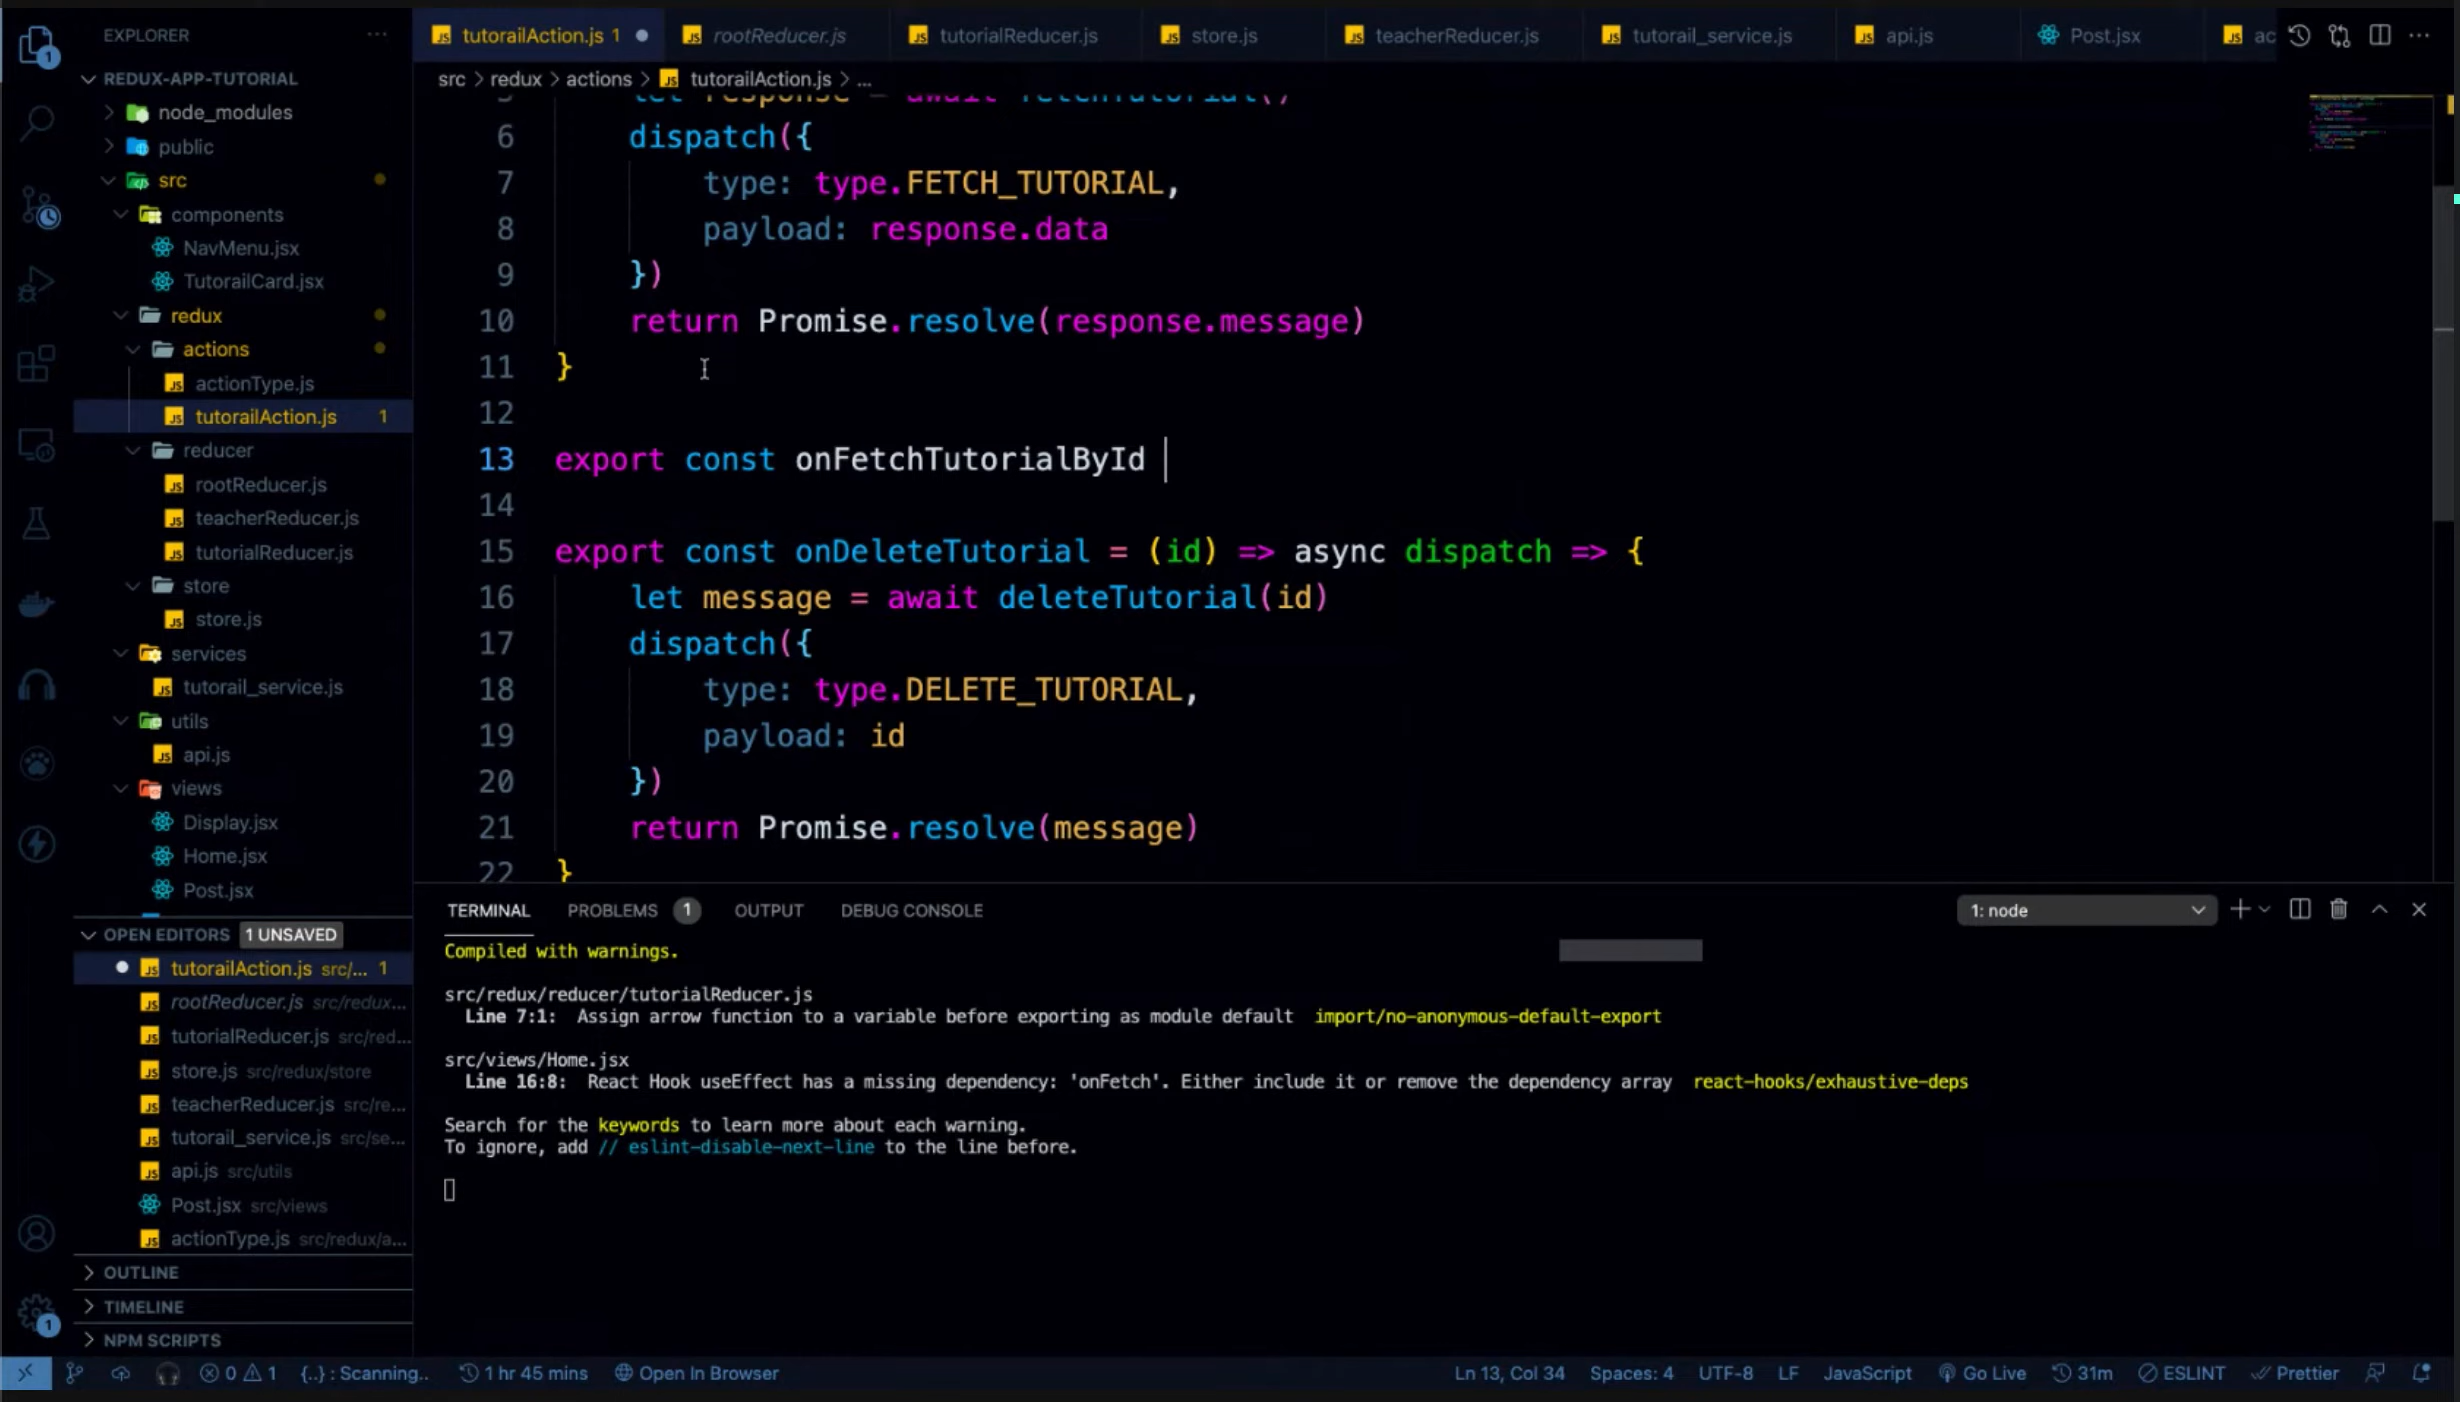 EXPLORER
REDUX-APP-TUTORIAL
node_modules
public
src
components
NavMenu.jsx
TutorailCard.jsx
redux
actions
actionType.js
tutorailAction.js 1
reducer
rootReducer.js
teacherReducer.js
tutorialReducer.js
store
store.js
services
tutorail_service.js
utils
api.js
views
Display.jsx
Home.jsx
Post.jsx
OPEN EDITORS 1 UNSAVED
tutorailAction.js src/... 1
rootReducer.js src/redux...
tutorialReducer.js src/red...
store.js src/redux/store
teacherReducer.js src/re...
tutorail_service.js src/se...
api.js src/utils
Post.jsx src/views
actionType.js src/redux/a...
OUTLINE
TIMELINE
NPM SCRIPTS
1
1
tutorailAction.js 1 rootReducer.js tutorialReducer.js store.js teacherReducer.js tutorail_service.js api.js Post.jsx ac
src > redux > actions > tutorailAction.js > ...
5 let response = await fetchTutorial()
6 dispatch({
7 type: type.FETCH_TUTORIAL,
8 payload: response.data
9 })
10 return Promise.resolve(response.message)
11 }
12
13 export const onFetchTutorialById
14
15 export const onDeleteTutorial = (id) => async dispatch => {
16 let message = await deleteTutorial(id)
17 dispatch({
18 type: type.DELETE_TUTORIAL,
19 payload: id
20 })
21 return Promise.resolve(message)
22 }
TERMINAL PROBLEMS 1 OUTPUT DEBUG CONSOLE 1: node
Compiled with warnings.
src/redux/reducer/tutorialReducer.js
Line 7:1: Assign arrow function to a variable before exporting as module default import/no-anonymous-default-export
src/views/Home.jsx
Line 16:8: React Hook useEffect has a missing dependency: 'onFetch'. Either include it or remove the dependency array react-hooks/exhaustive-deps
Search for the keywords to learn more about each warning.
To ignore, add // eslint-disable-next-line to the line before.
0 1 {..} : Scanning.. 1 hr 45 mins Open In Browser Ln 13, Col 34 Spaces: 4 UTF-8 LF JavaScript Go Live 31m ESLINT Prettier